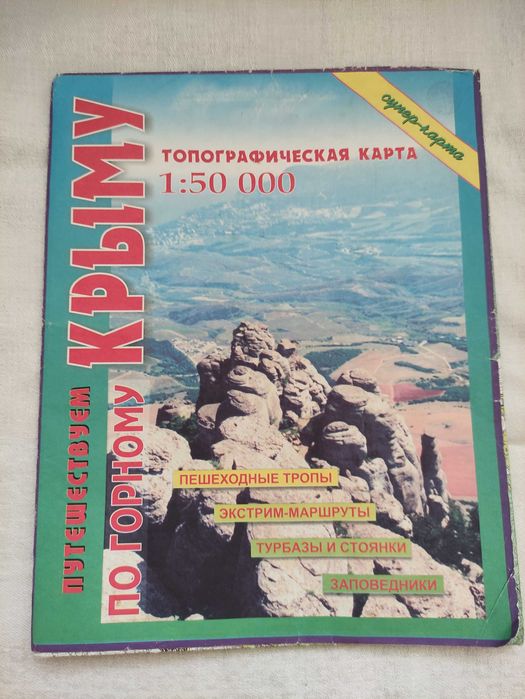 супер-карта
ТОПОГРАФИЧЕСКАЯ КАРТА
1:50 000
ПУТЕШЕСТВУЕМ
ПО ГОРНОМУ КРЫМУ
ПЕШЕХОДНЫЕ ТРОПЫ
ЭКСТРИМ-МАРШРУТЫ
ТУРБАЗЫ И СТОЯНКИ
ЗАПОВЕДНИКИ